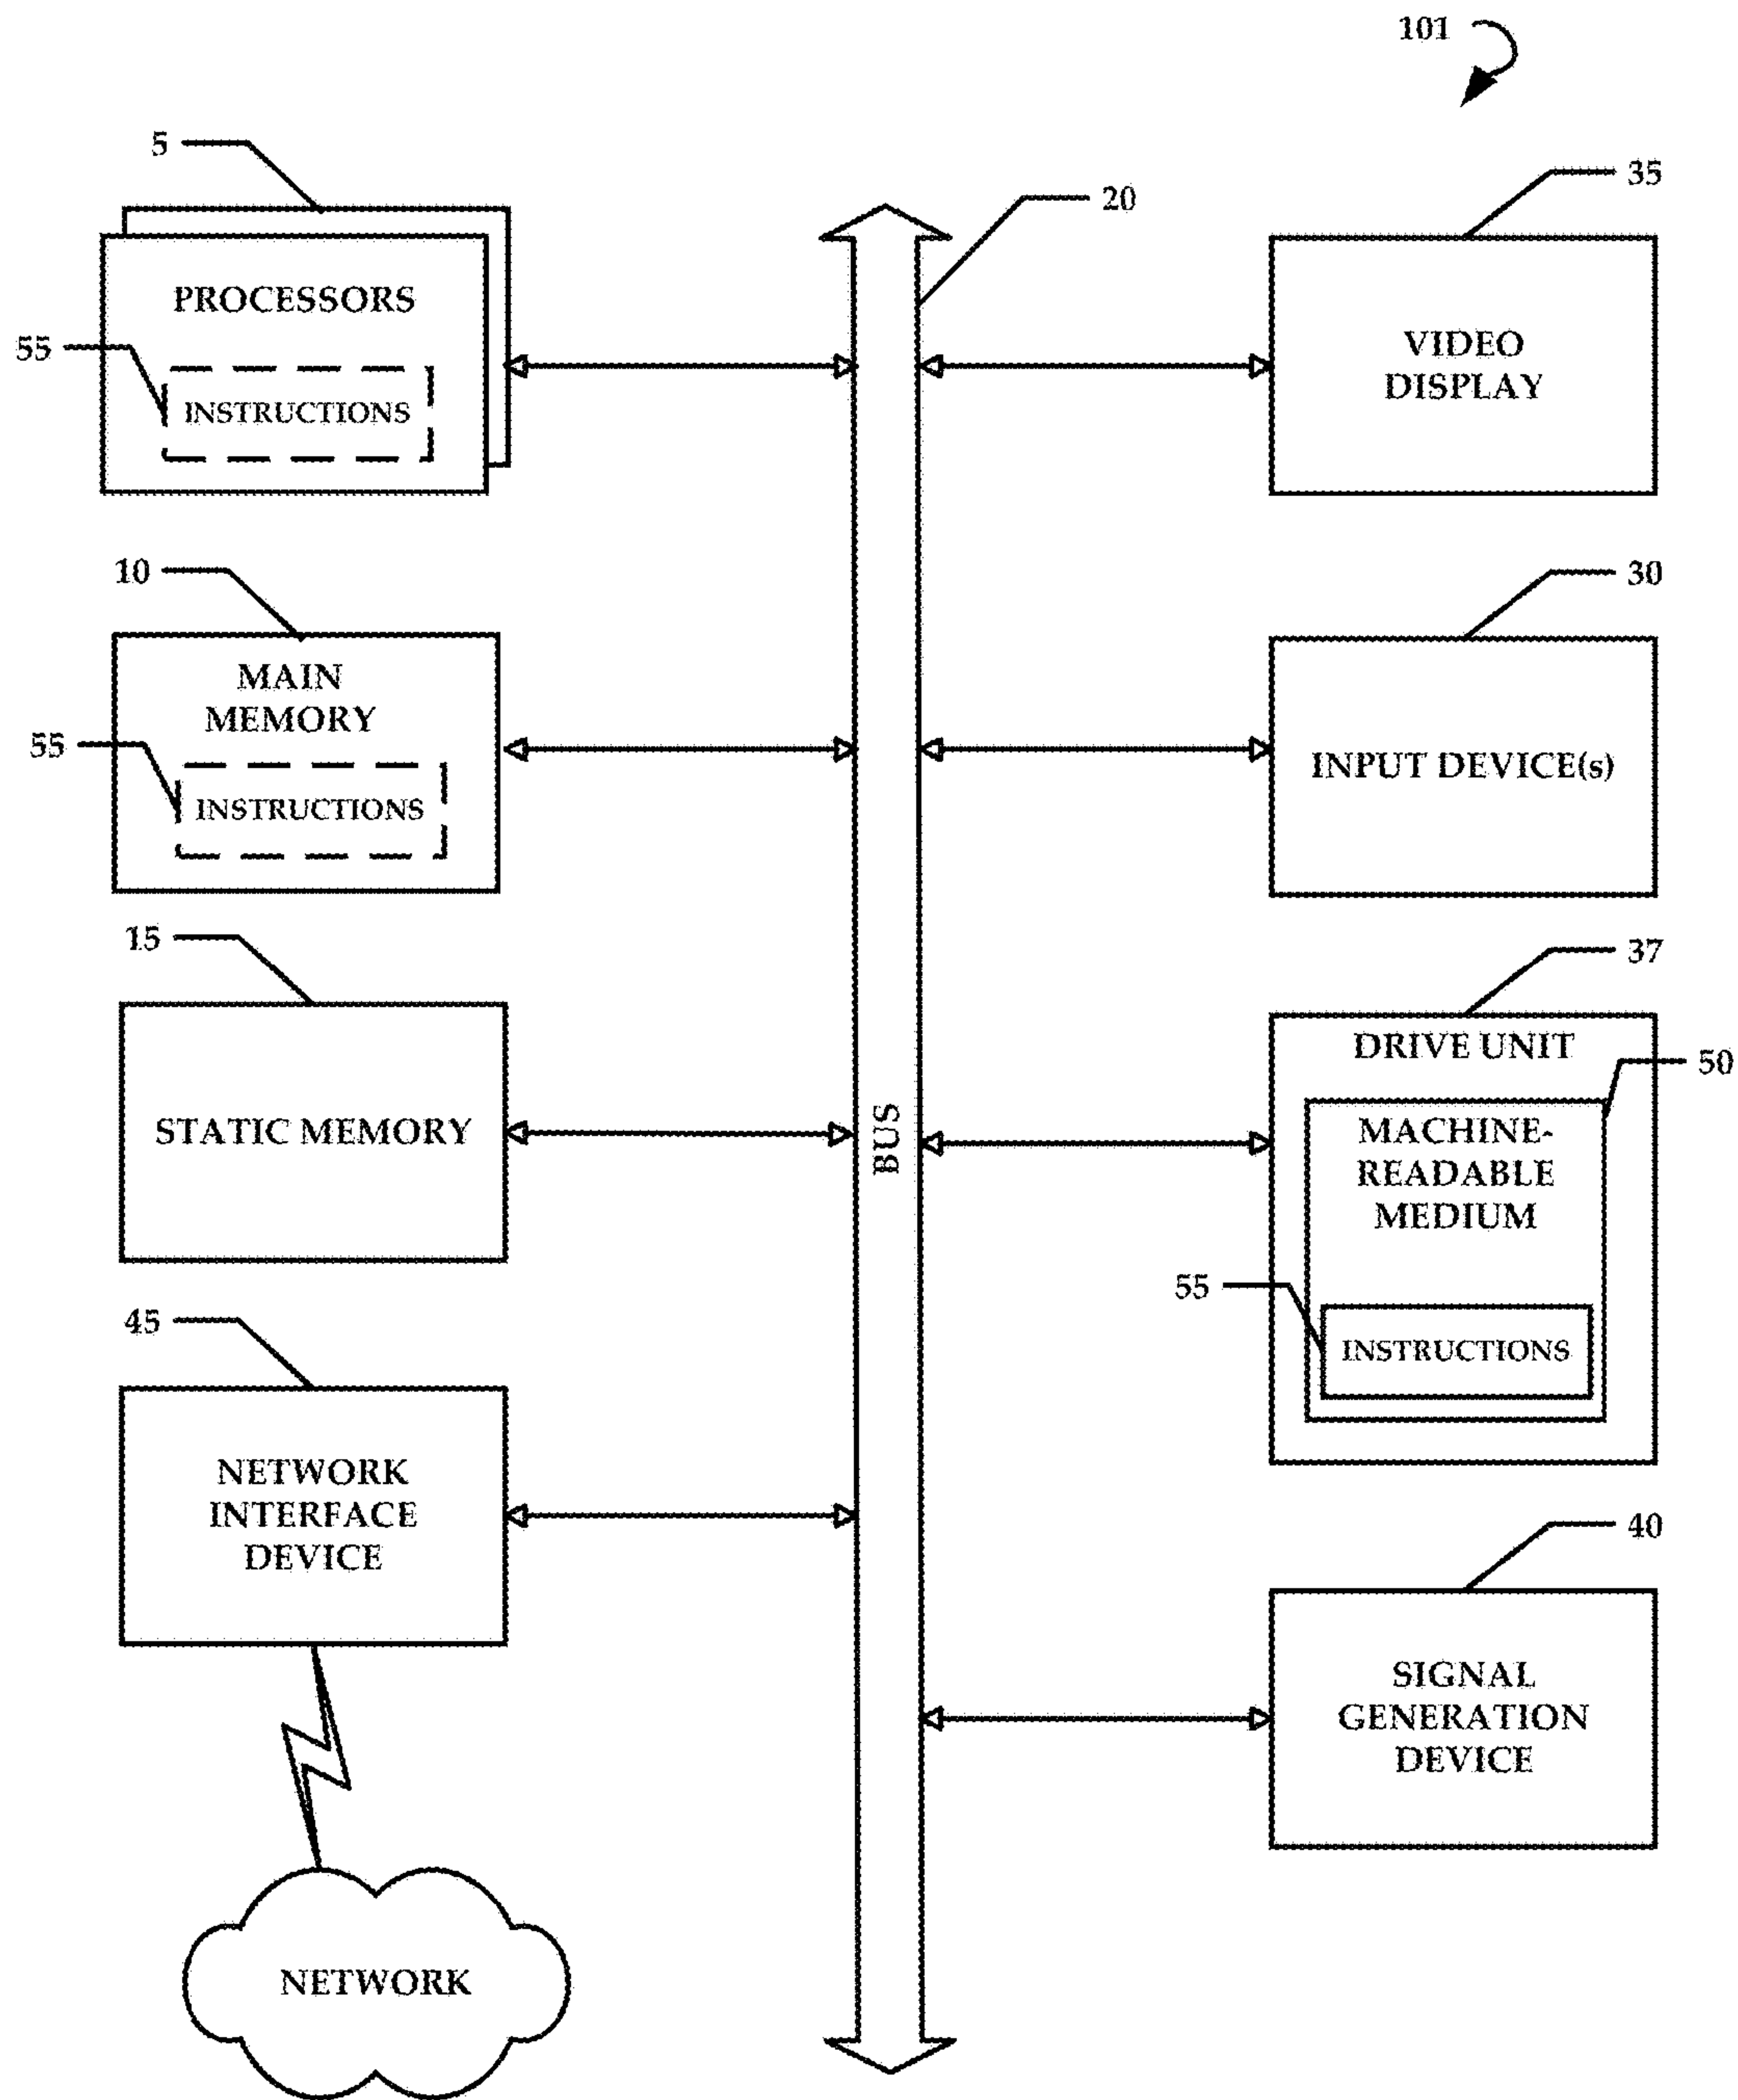 101
5
20
35
PROCESSORS
55
INSTRUCTIONS
VIDEO
DISPLAY
10
30
MAIN
MEMORY
55
INSTRUCTIONS
INPUT DEVICE(s)
15
37
STATIC MEMORY
BUS
DRIVE UNIT
50
MACHINE-
READABLE
MEDIUM
55
INSTRUCTIONS
45
NETWORK
INTERFACE
DEVICE
40
SIGNAL
GENERATION
DEVICE
NETWORK